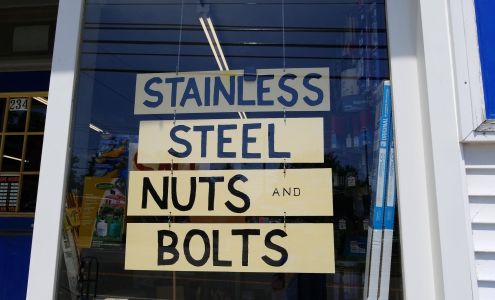 234
STAINLESS
STEEL
NUTS AND
BOLTS